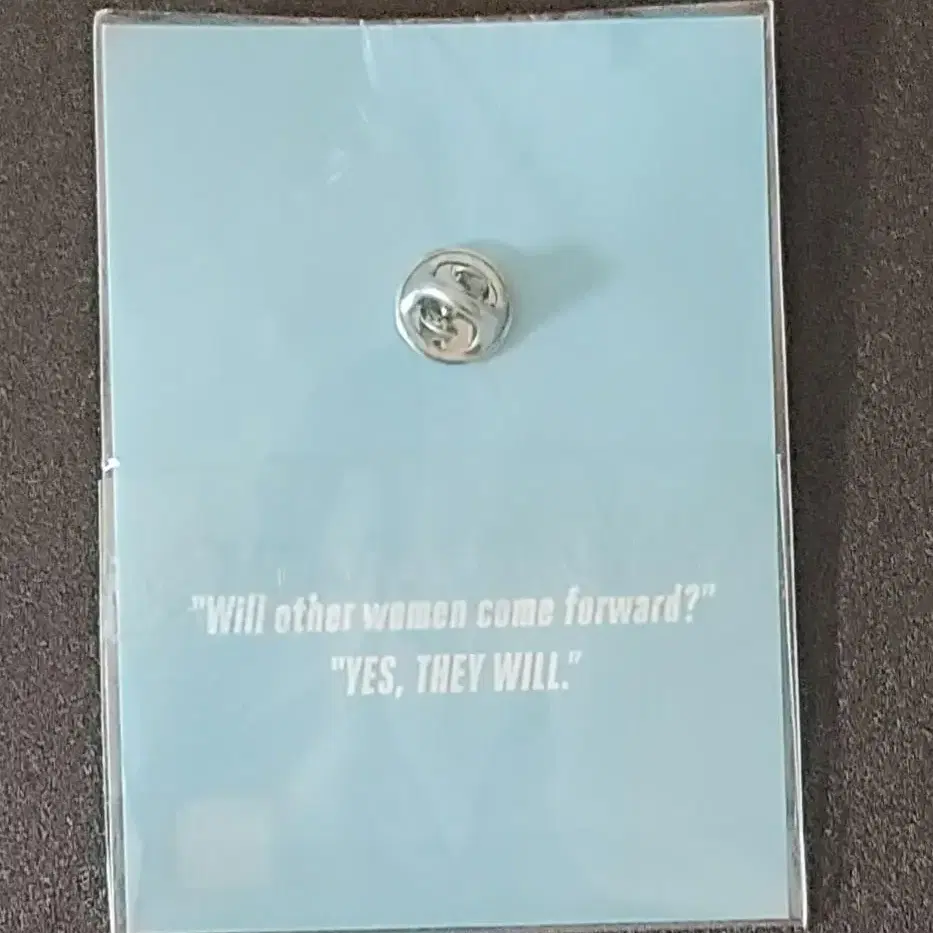 "Will other women come forward?"
"YES, THEY WILL."